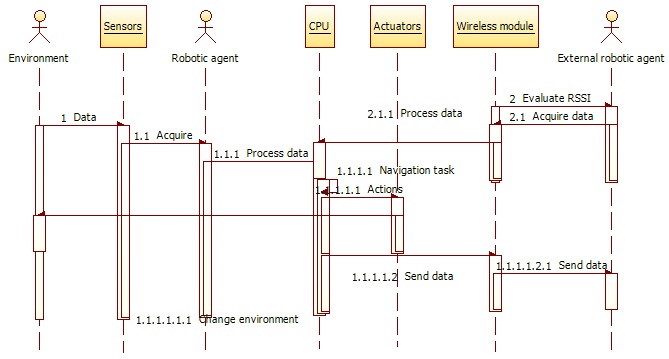 Sensors
CPU
Actuators
Wireless module
Environment
Robotic agent
External robotic agent
2 Evaluate RSSI
1 Data
2.1.1 Process data
2.1 Acquire data
1.1 Acquire
1.1.1 Process data
1.1.1.1 Navigation task
1.1.1.1.1 Actions
1.1.1.1.2 Send data
1.1.1.1.2.1 Send data
1.1.1.1.1.1 Change environment